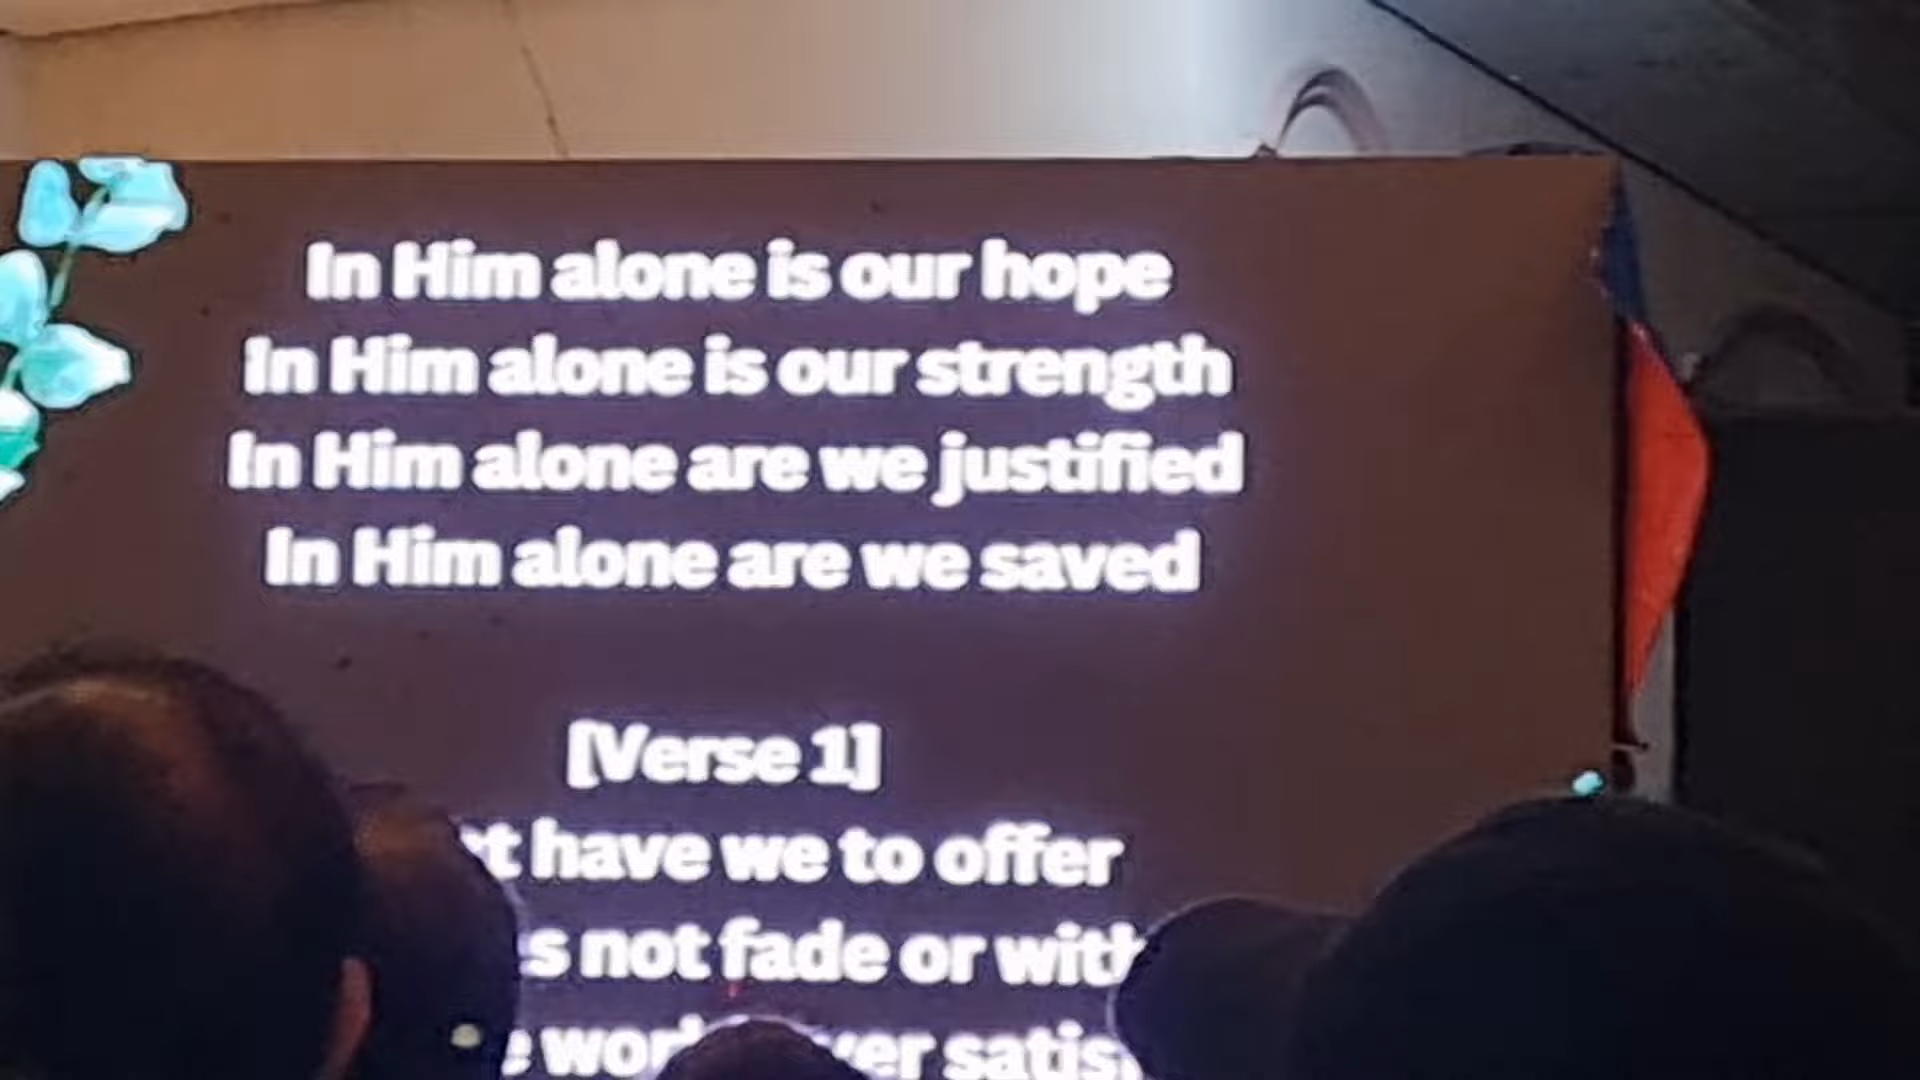 In Him alone is our hope
In Him alone is our strength
In Him alone are we justified
In Him alone are we saved
[Verse 1]
have we to offer
not fade or